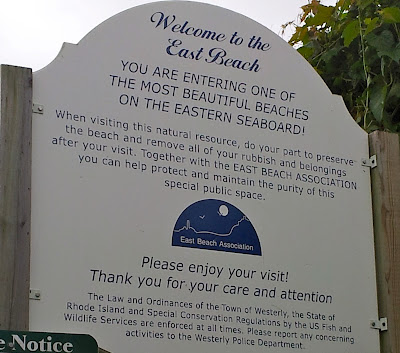 Welcome to the
East Beach
YOU ARE ENTERING ONE OF
THE MOST BEAUTIFUL BEACHES
ON THE EASTERN SEABOARD!
When visiting this natural resource, do your part to preserve
the beach and remove all of your rubbish and belongings
after your visit. Together with the EAST BEACH ASSOCIATION
you can help protect and maintain the purity of this
special public space.
East Beach Association
Please enjoy your visit!
Thank you for your care and attention
The Law and Ordinances of the Town of Westerly, the State of
Rhode Island and Special Conservation Regulations by the US Fish and
Wildlife Services are enforced at all times. Please report any concerning
activities to the Westerly Police Department.
Notice